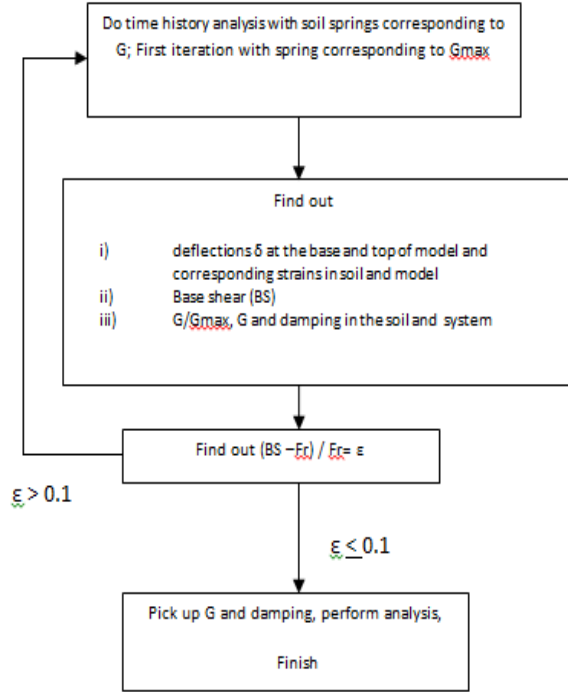 Do time history analysis with soil springs corresponding to
G; First iteration with spring corresponding to Gmax
Find out
i) deflections δ at the base and top of model and
corresponding strains in soil and model
ii) Base shear (BS)
iii) G/Gmax, G and damping in the soil and system
Find out (BS –Fr) / Fr= ε
ε > 0.1
ε ≤ 0.1
Pick up G and damping, perform analysis,
Finish